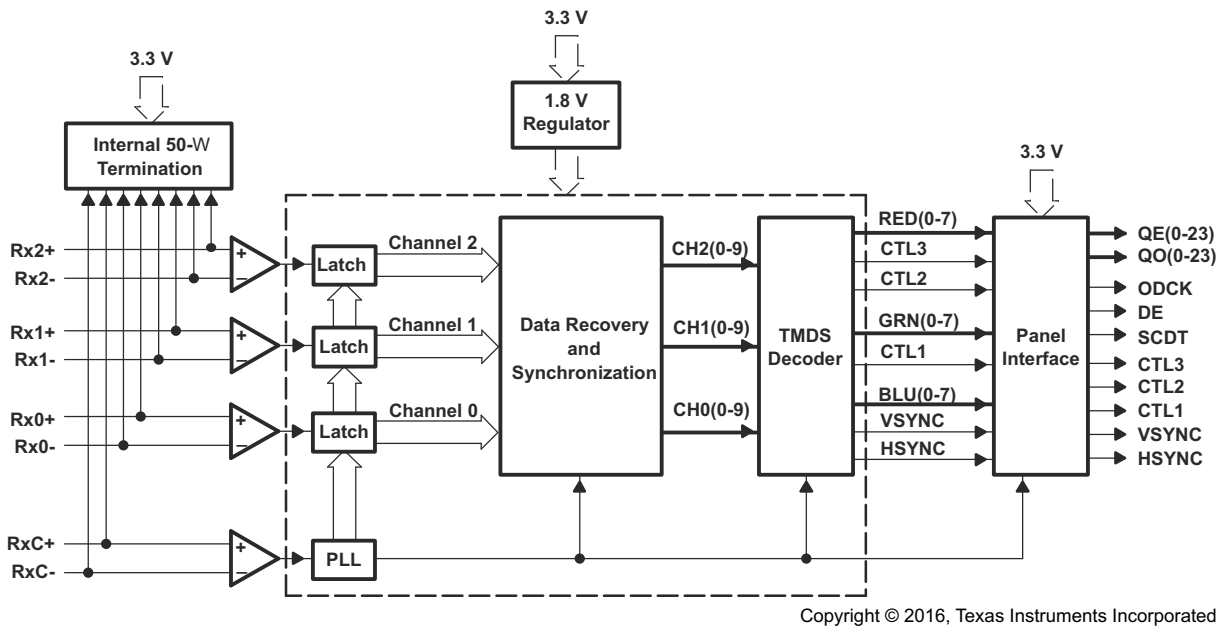 3.3 V
3.3 V
1.8 V
Regulator
Internal 50-W
Termination
3.3 V
Rx2+
Rx2-
Rx1+
Rx1-
Rx0+
Rx0-
RxC+
RxC-
+
−
+
−
+
−
+
−
Latch
Latch
Latch
PLL
Channel 2
Channel 1
Channel 0
Data Recovery
and
Synchronization
CH2(0-9)
CH1(0-9)
CH0(0-9)
TMDS
Decoder
RED(0-7)
CTL3
CTL2
GRN(0-7)
CTL1
BLU(0-7)
VSYNC
HSYNC
Panel
Interface
QE(0-23)
QO(0-23)
ODCK
DE
SCDT
CTL3
CTL2
CTL1
VSYNC
HSYNC
Copyright © 2016, Texas Instruments Incorporated